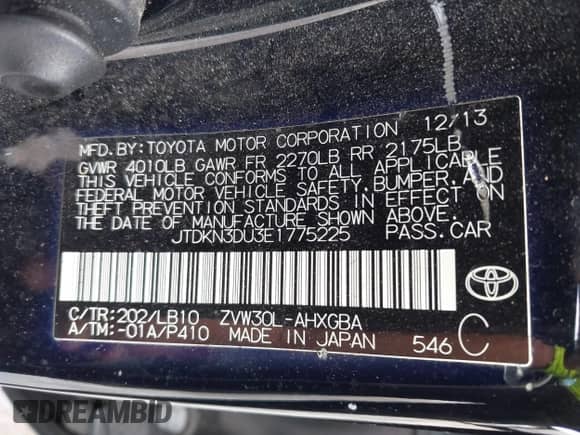 12/13
MFD.BY:TOYOTA MOTOR CORPORATION
GVWR 4010LB GAWR FR 2270LB RR 2175LB
THIS VEHICLE CONFORMS TO ALL APPLICABLE
FEDERAL MOTOR VEHICLE SAFETY, BUMPER, AND
THEFT PREVENTION STANDARDS IN EFFECT ON
THE DATE OF MANUFACTURE SHOWN ABOVE.
JTDKN3DU3E1775225 PASS.CAR
C/TR:202/LB10 ZVW30L-AHXGBA
A/TM:-01A/P410 MADE IN JAPAN 546 C
DREAMBID